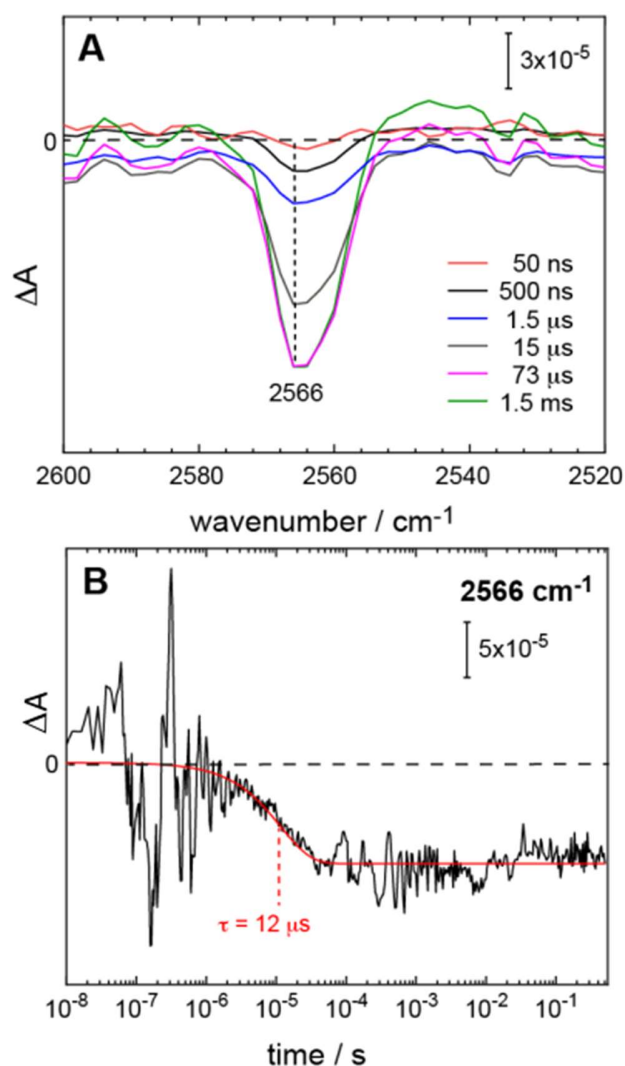 A
3x10⁻⁵
0
ΔA
50 ns
500 ns
1.5 μs
15 μs
73 μs
1.5 ms
2566
2600 2580 2560 2540 2520
wavenumber / cm⁻¹
B
2566 cm⁻¹
5x10⁻⁵
ΔA
0
τ = 12 μs
10⁻⁸ 10⁻⁷ 10⁻⁶ 10⁻⁵ 10⁻⁴ 10⁻³ 10⁻² 10⁻¹
time / s